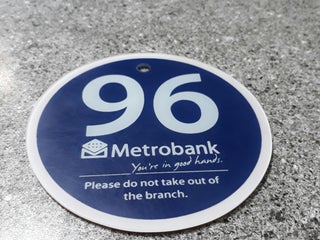 96
Metrobank
You're in good hands.
Please do not take out of
the branch.